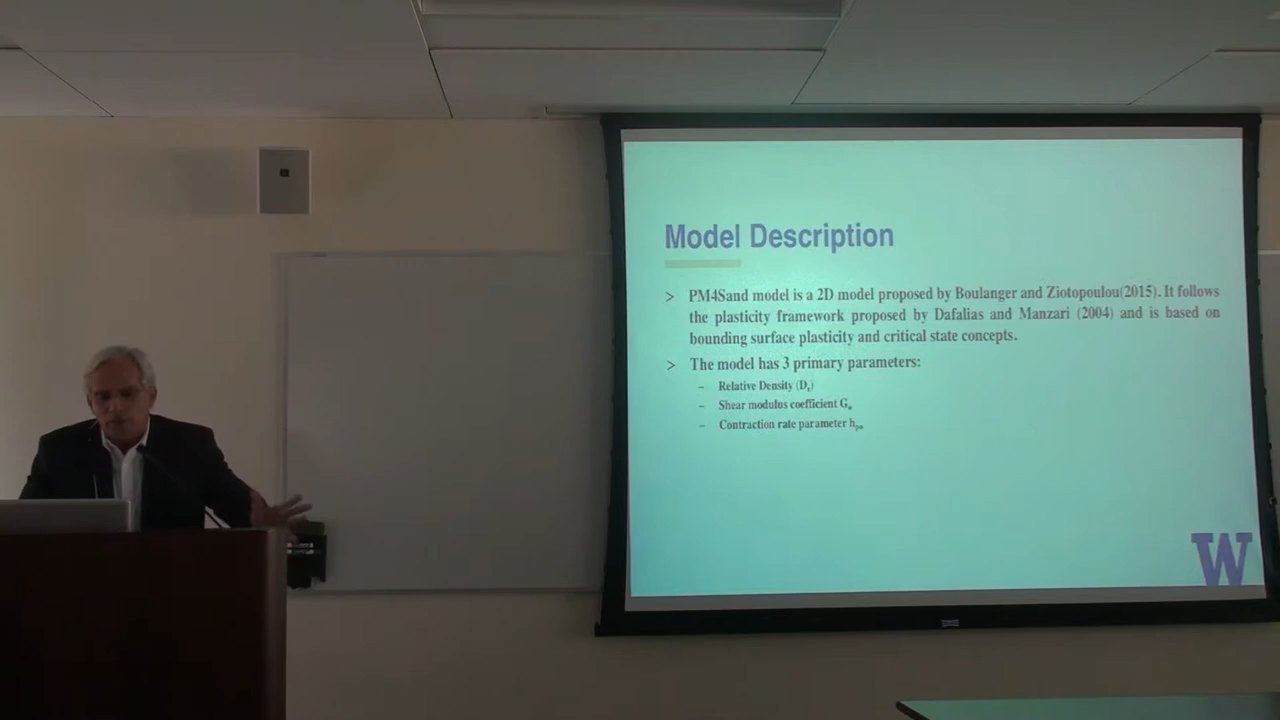 Model Description
> PM4Sand model is a 2D model proposed by Boulanger and Ziotopoulou(2015). It follows
the plasticity framework proposed by Dafalias and Manzari (2004) and is based on
bounding surface plasticity and critical state concepts.
> The model has 3 primary parameters:
– Relative Density (Dr)
– Shear modulus coefficient Go
– Contraction rate parameter hpo
W